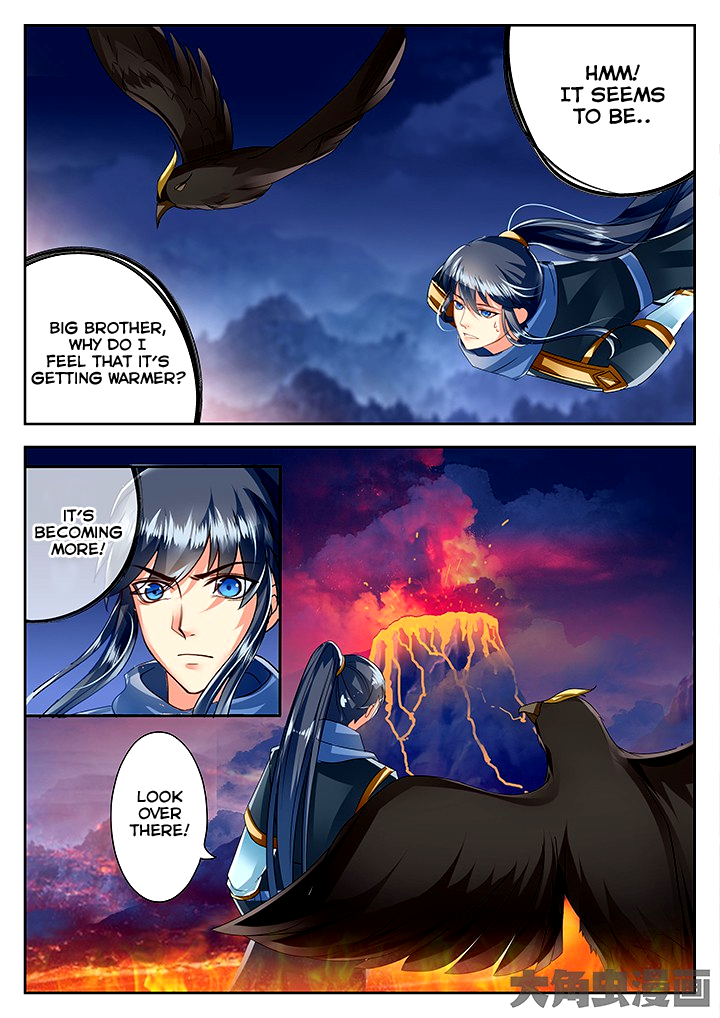 HMM!
IT SEEMS
TO BE..
BIG BROTHER,
WHY DO I
FEEL THAT IT'S
GETTING WARMER?
IT'S
BECOMING
MORE!
LOOK
OVER
THERE!
大角虫漫画